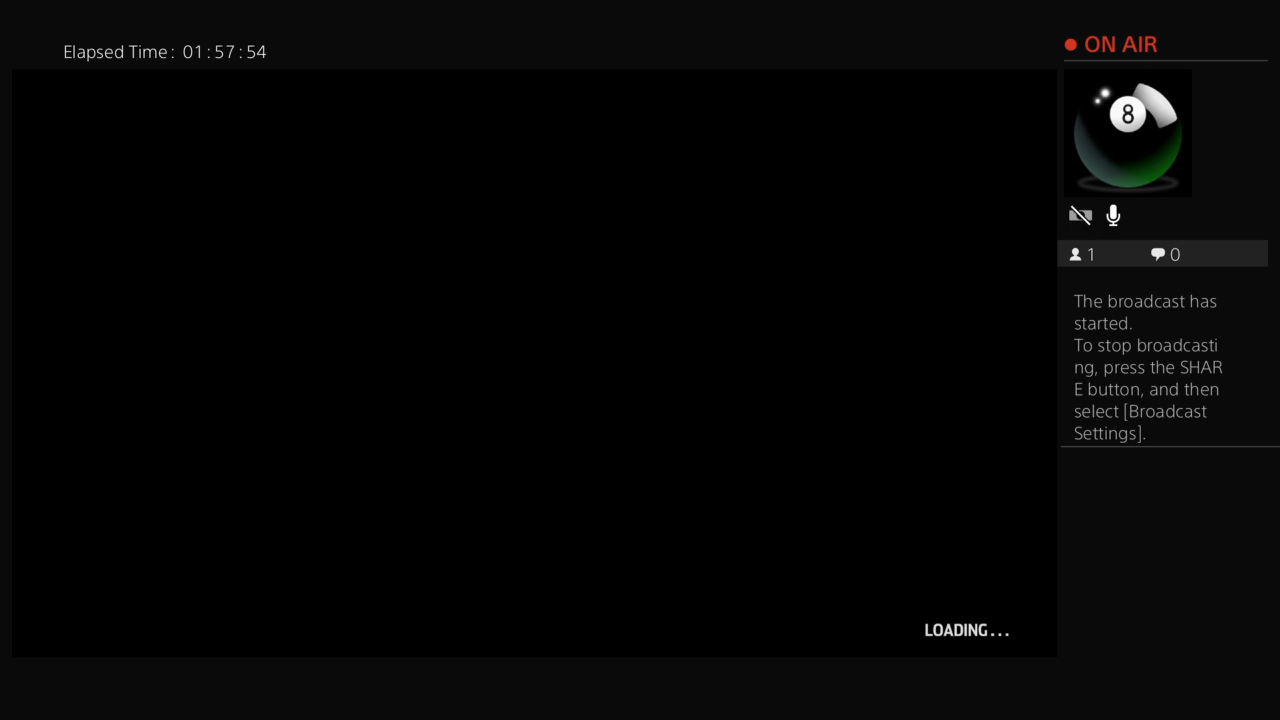 Elapsed Time: 01:57:54
ON AIR
8
1
0
The broadcast has
started.
To stop broadcasti
ng, press the SHAR
E button, and then
select [Broadcast
Settings].
LOADING...